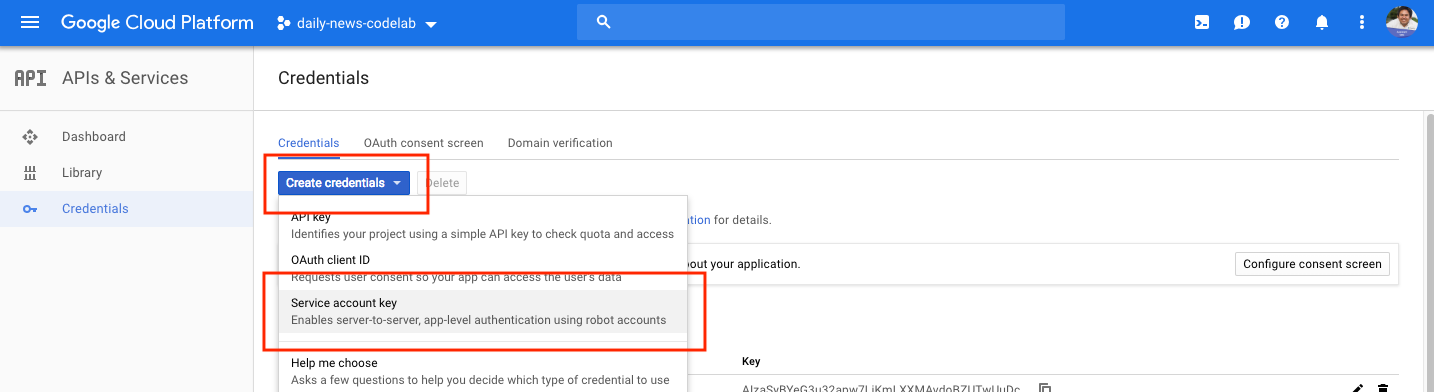 Google Cloud Platform daily-news-codelab
API APIs & Services Credentials
Dashboard
Library
Credentials
Credentials OAuth consent screen Domain verification
Create credentials Delete
API key
Identifies your project using a simple API key to check quota and access
ation for details.
OAuth client ID
Requests user consent so your app can access the user's data
bout your application. Configure consent screen
Service account key
Enables server-to-server, app-level authentication using robot accounts
Help me choose
Asks a few questions to help you decide which type of credential to use
Key